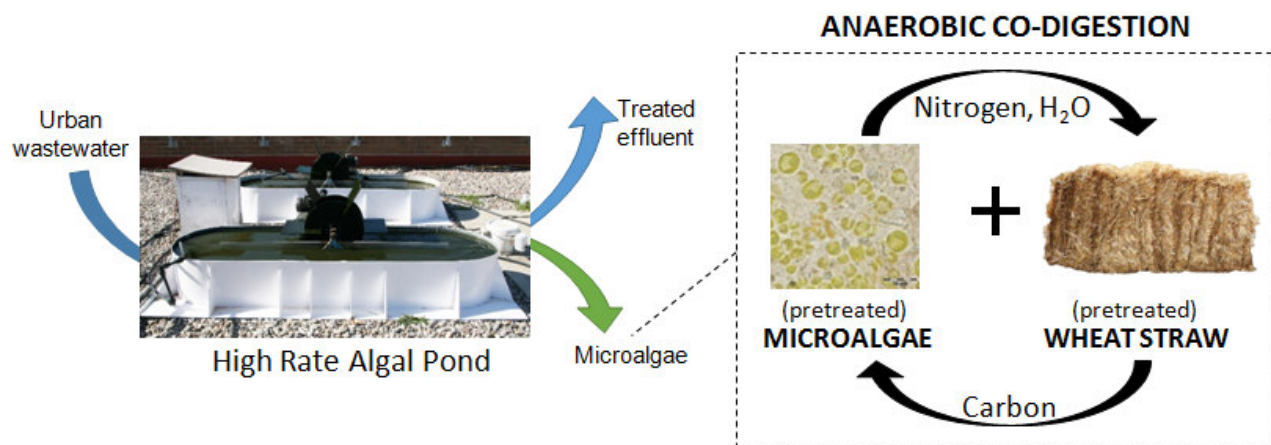 ANAEROBIC CO-DIGESTION
Urban
wastewater
Treated
effluent
High Rate Algal Pond
Microalgae
Nitrogen, H₂O
+
(pretreated)
MICROALGAE
(pretreated)
WHEAT STRAW
Carbon